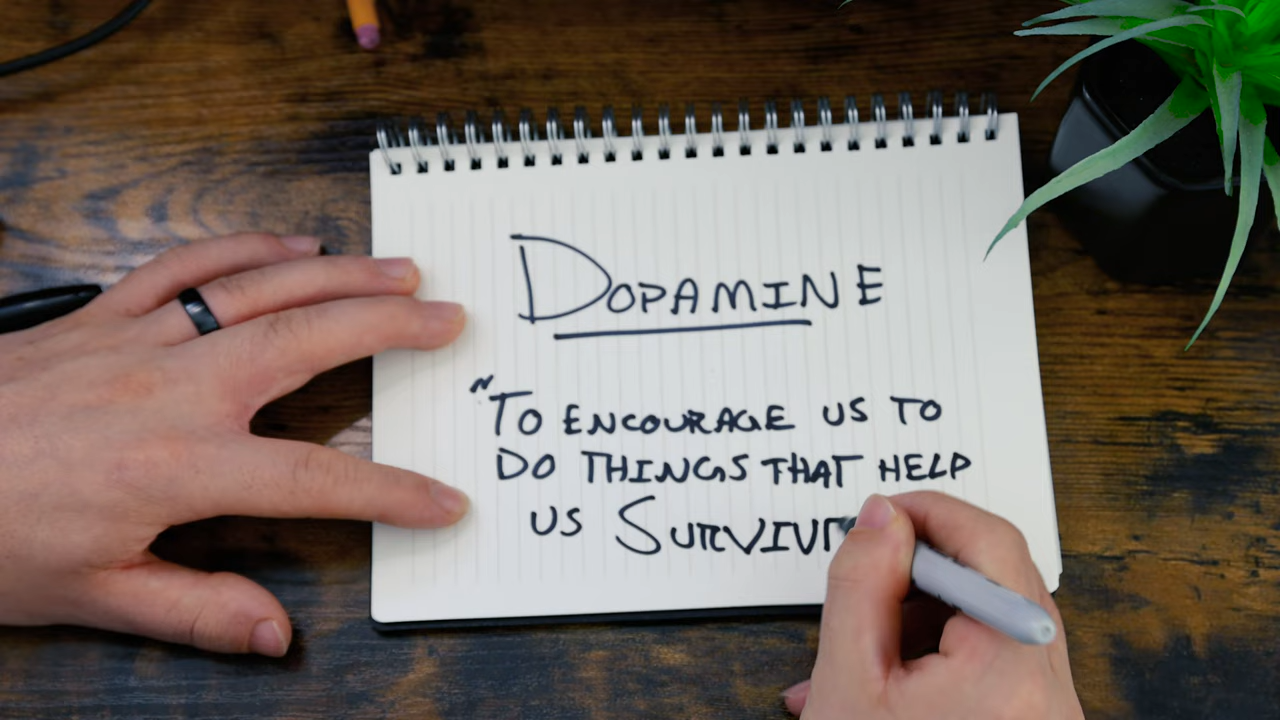 DOPAMINE
"TO ENCOURAGE US TO
DO THINGS THAT HELP
US SURVIV